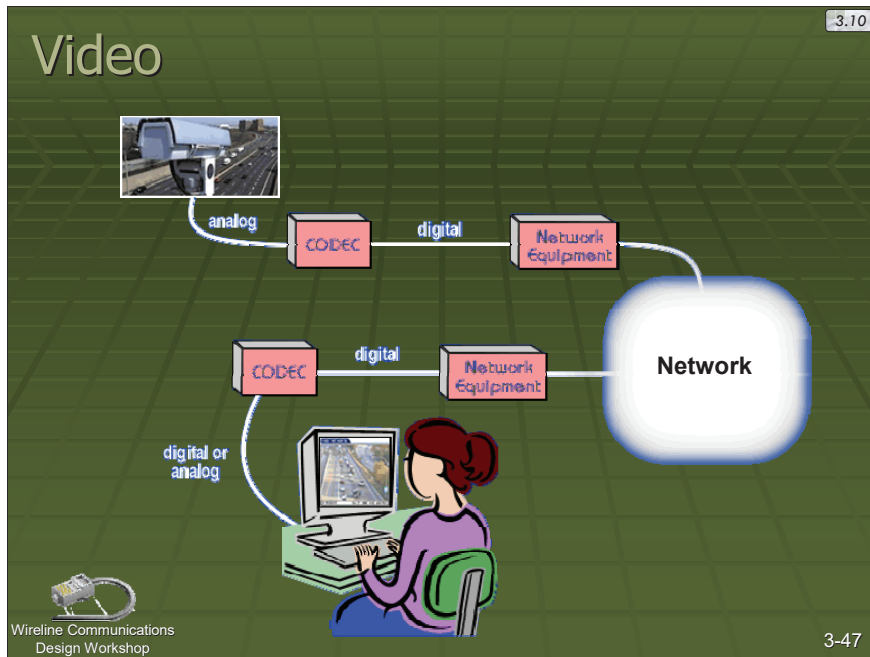 3.10
Video
analog
CODEC
digital
Network
Equipment
Network
CODEC
digital
Network
Equipment
digital or
analog
Wireline Communications
Design Workshop
3-47